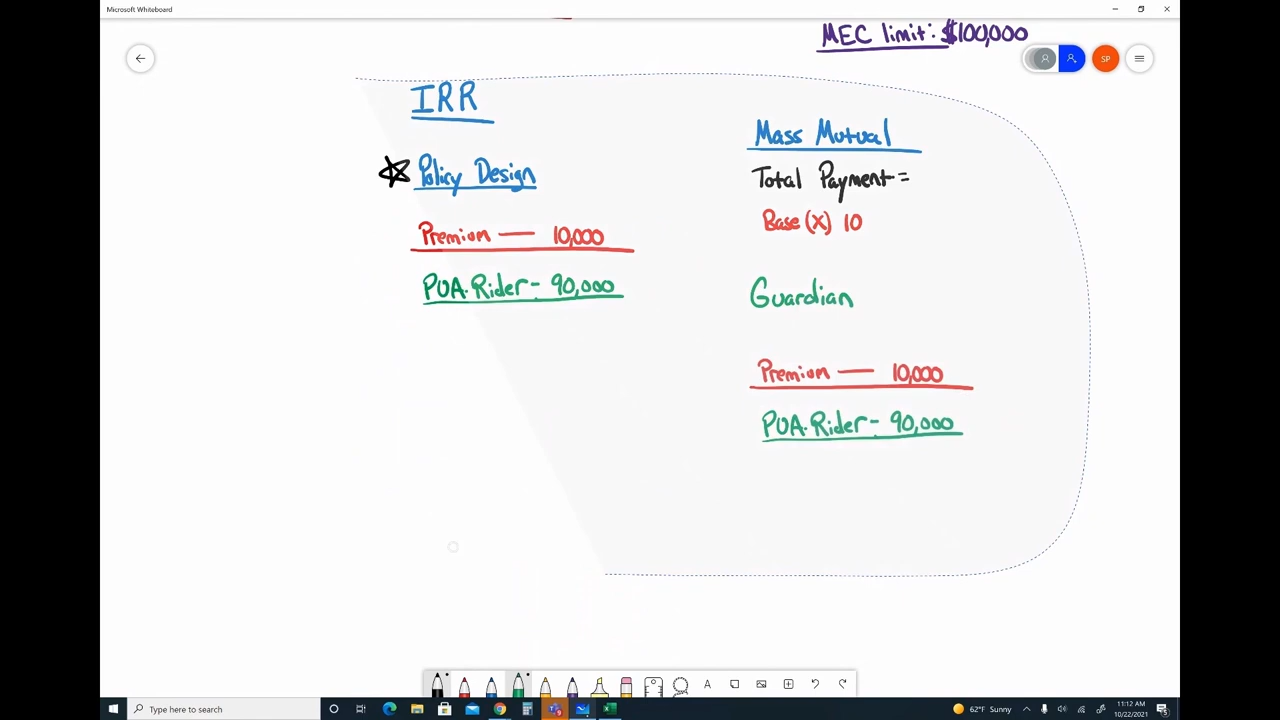 Microsoft Whiteboard
MEC limit: $100,000
SP
IRR
Policy Design
Premium — 10,000
PUA. Rider - 90,000
Mass Mutual
Total Payment =
Base (x) 10
Guardian
Premium — 10,000
PUA. Rider - 90,000
A
Type here to search
62°F Sunny
11:12 AM
10/22/2021
5